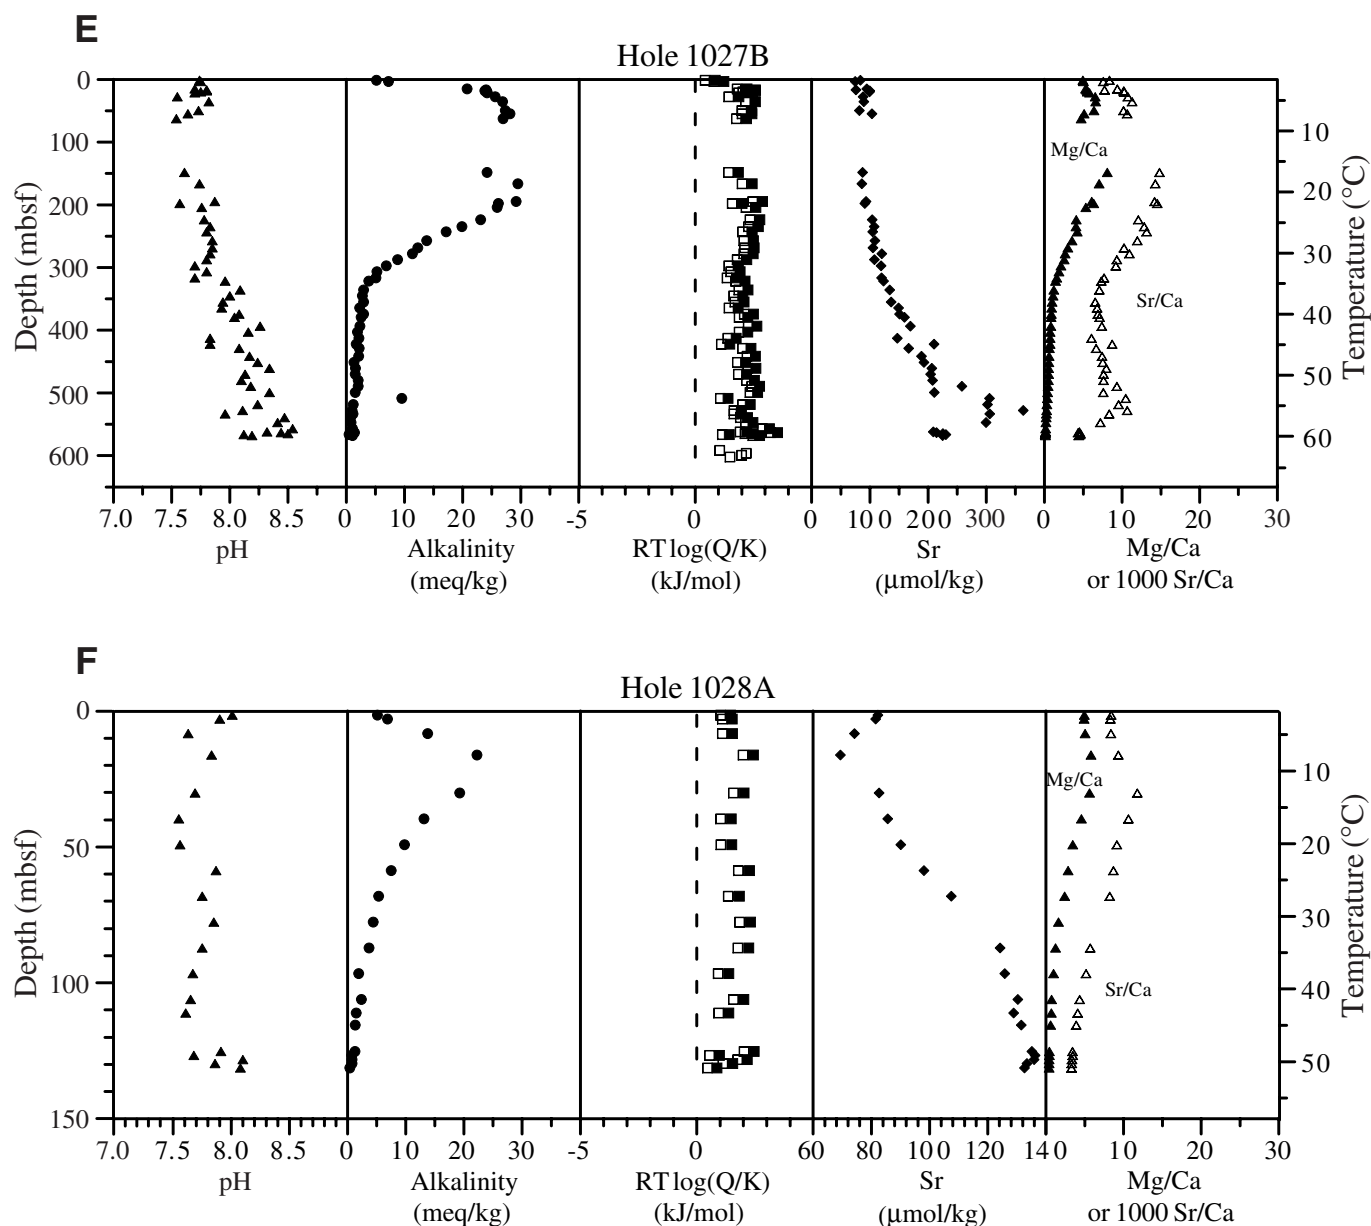 E
Hole 1027B
0
100
200
300
400
500
600
Depth (mbsf)
Mg/Ca
Sr/Ca
10
20
30
40
50
60
Temperature (°C)
7.0 7.5 8.0 8.5 0 10 20 30 -5 0 0 100 200 300 0 10 20 30
pH Alkalinity RT log(Q/K) Sr Mg/Ca
(meq/kg) (kJ/mol) (µmol/kg) or 1000 Sr/Ca
F
Hole 1028A
0
50
100
150
Depth (mbsf)
Mg/Ca
Sr/Ca
10
20
30
40
50
Temperature (°C)
7.0 7.5 8.0 8.5 0 10 20 30 -5 0 60 80 100 120 140 10 20 30
pH Alkalinity RT log(Q/K) Sr Mg/Ca
(meq/kg) (kJ/mol) (µmol/kg) or 1000 Sr/Ca